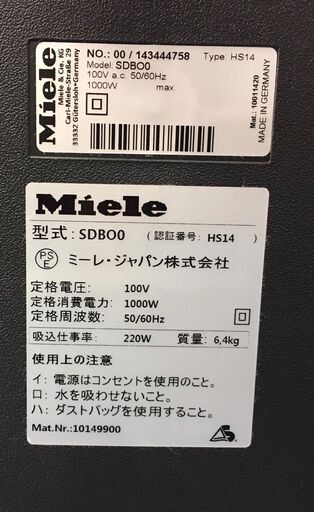 Miele
Miele & Cie. KG
Carl-Miele-Straße 29
33332 Gütersloh-Germany
NO.: 00 / 143444758 Type: HS14
Model: SDBO0
100V a.c. 50/60Hz
1000W max.
Mat.: 10011420
MADE IN GERMANY
Miele
型式: SDBO0 (認証番号: HS14 )
PSE ミーレ・ジャパン株式会社
定格電圧: 100V
定格消費電力: 1000W
定格周波数: 50/60Hz
吸込仕事率: 220W 質量: 6,4kg
使用上の注意
イ: 電源はコンセントを使用のこと。
ロ: 水を吸わせないこと。
ハ: ダストバッグを使用すること。
Mat.Nr.:10149900